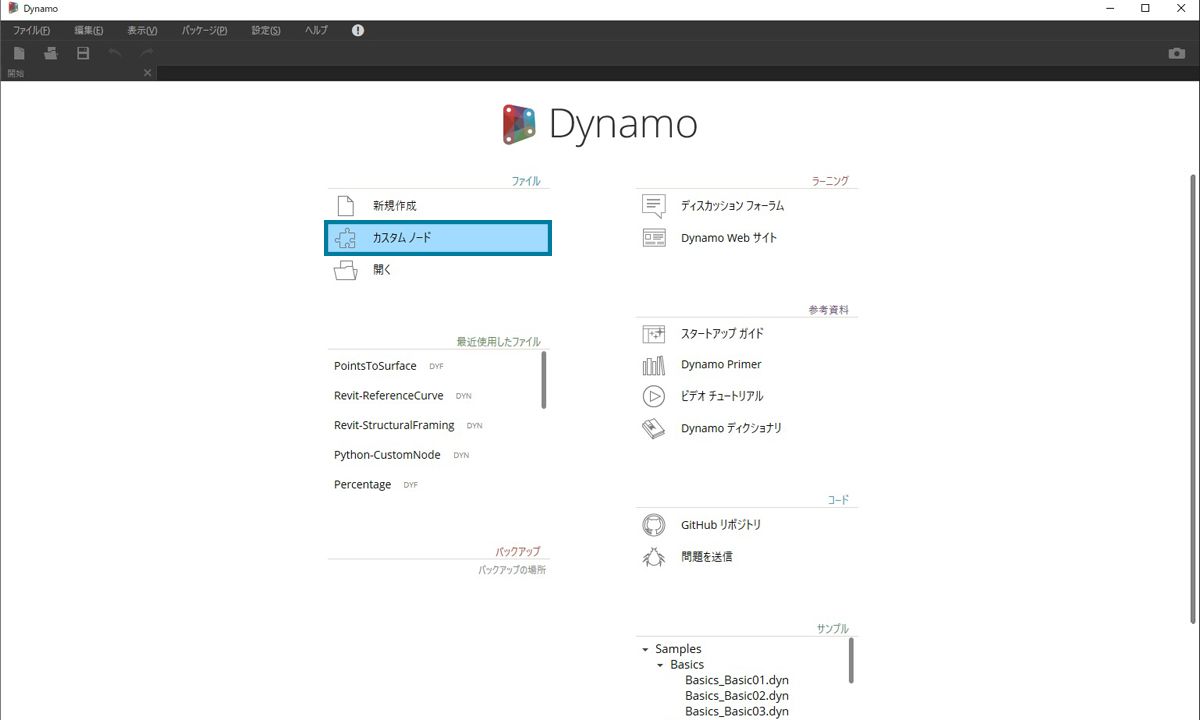 Dynamo
ファイル(F) 編集(E) 表示(V) パッケージ(P) 設定(S) ヘルプ
開始
Dynamo
ファイル
新規作成
カスタム ノード
開く
最近使用したファイル
PointsToSurface DYF
Revit-ReferenceCurve DYN
Revit-StructuralFraming DYN
Python-CustomNode DYN
Percentage DYF
バックアップ
バックアップの場所
ラーニング
ディスカッション フォーラム
Dynamo Web サイト
参考資料
スタートアップ ガイド
Dynamo Primer
ビデオ チュートリアル
Dynamo ディクショナリ
コード
GitHub リポジトリ
問題を送信
サンプル
Samples
Basics
Basics_Basic01.dyn
Basics_Basic02.dyn
Basics_Basic03.dyn